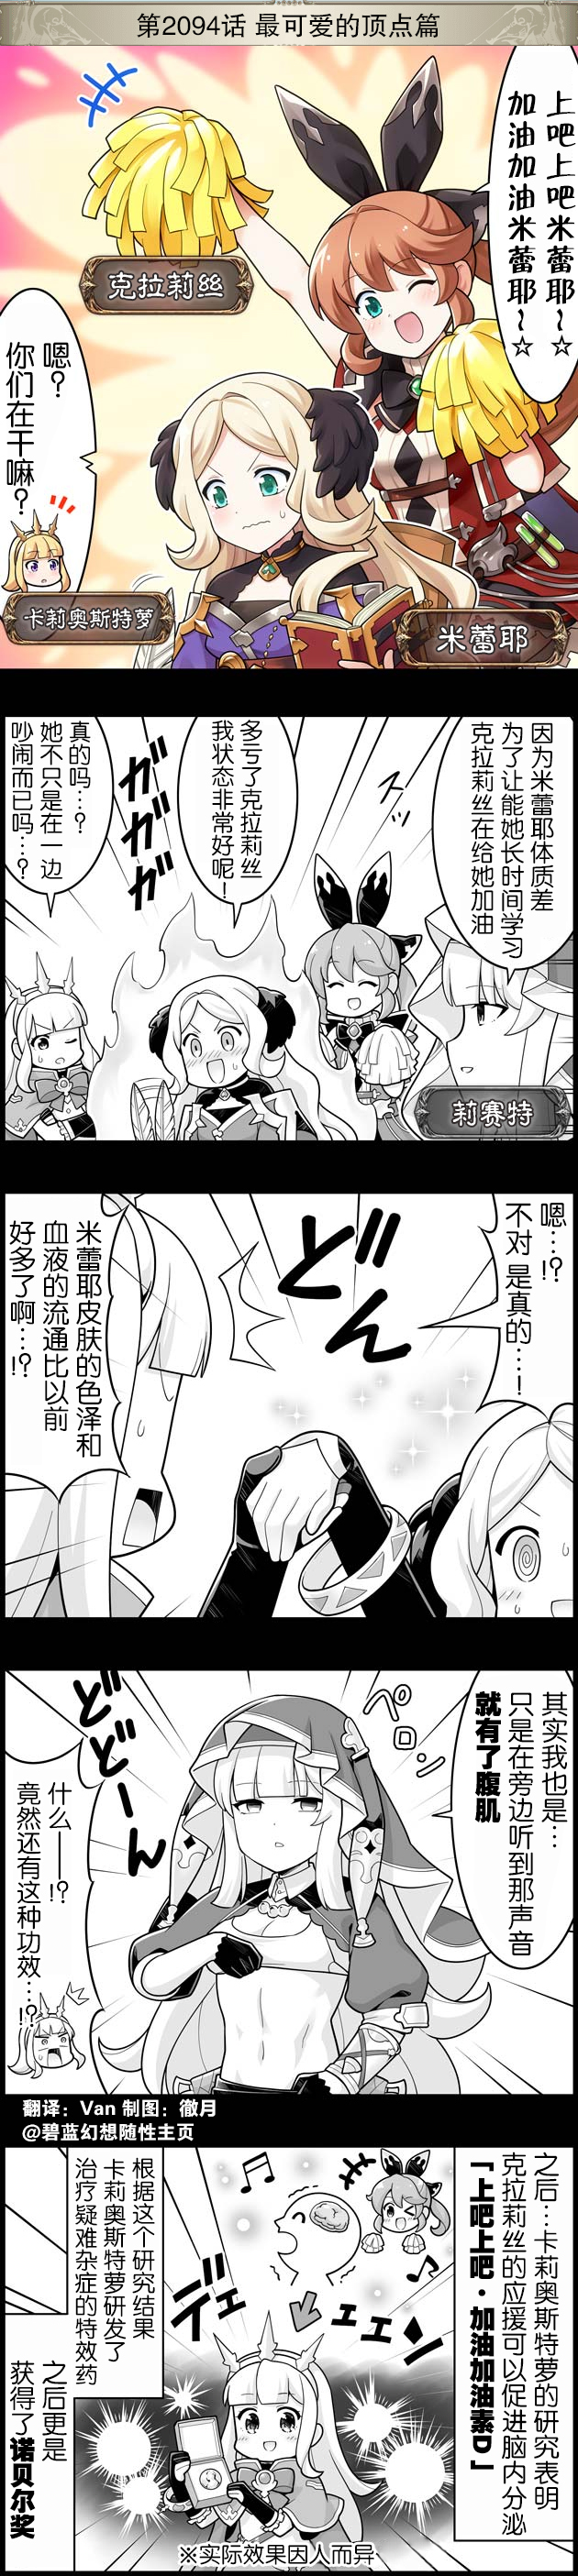 第2094话 最可爱的顶点篇
上吧上吧米蕾耶～☆
加油加油米蕾耶～☆
克拉莉丝
嗯？
你们在干嘛？
卡莉奥斯特萝
米蕾耶
因为米蕾耶体质差
为了让能她长时间学习
克拉莉丝在给她加油
スッ
多亏了克拉莉丝
我状态非常好呢！
ガガガ
真的吗…？
她不只是在一边
吵闹而已吗…？
莉赛特
嗯…!?
不对 是真的…！
どどん
米蕾耶皮肤的色泽和
血液的流通比以前
好多了啊…!?
其实我也是…
只是在旁边听到那声音
就有了腹肌
ペロン
どどーん
什么——!?
竟然还有这种功效…!?
翻译：Van 制图：徹月
@碧蓝幻想随性主页
之后…卡莉奥斯特萝的研究表明
克拉莉丝的应援可以促进脑内分泌
「上吧上吧·加油加油素D」
根据这个研究结果
卡莉奥斯特萝研发了
治疗疑难杂症的特效药
デェェェン
之后更是
获得了诺贝尔奖
※实际效果因人而异